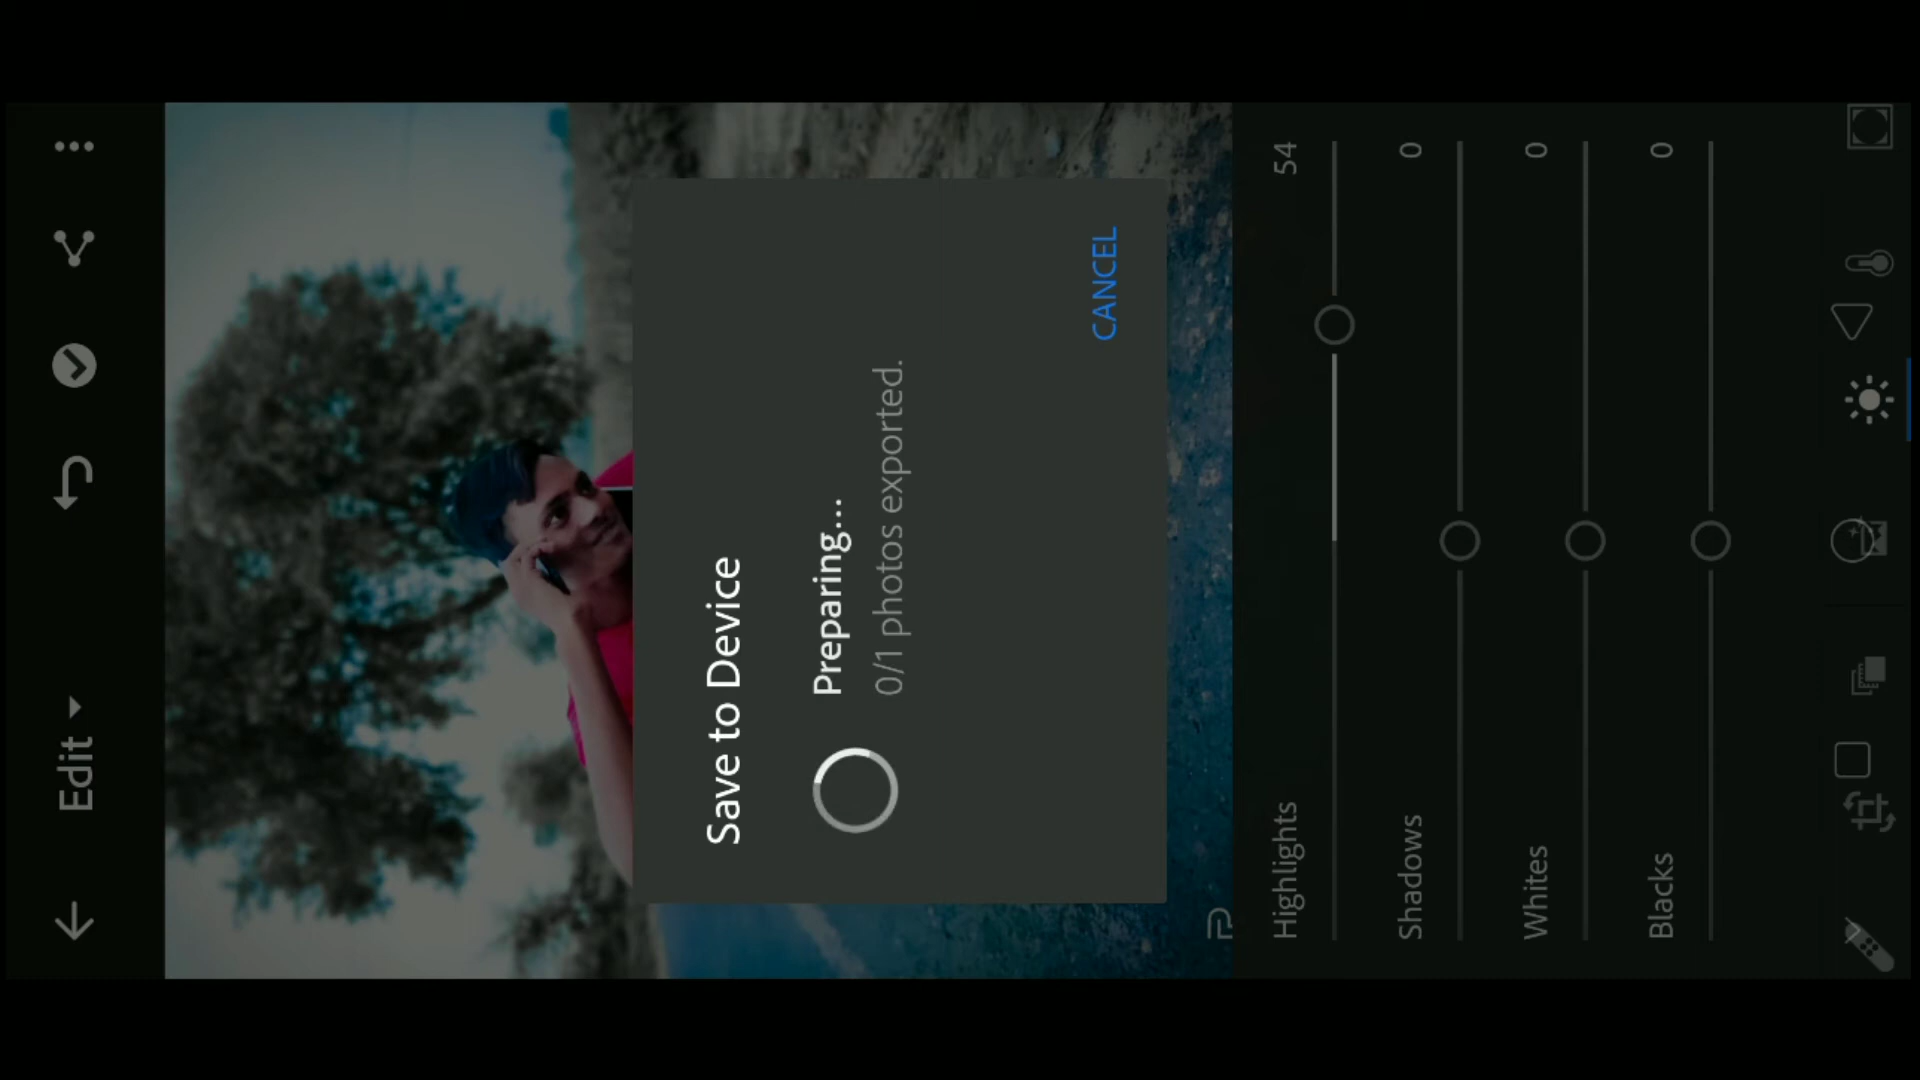 Edit
Save to Device
Preparing...
0/1 photos exported.
CANCEL
Highlights 54
Shadows 0
Whites 0
Blacks 0